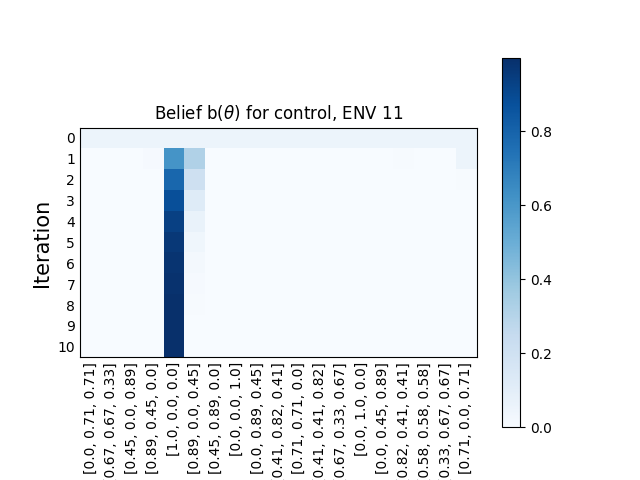 Belief b(θ) for control, ENV 11
Iteration
0
1
2
3
4
5
6
7
8
9
10
[0.0, 0.71, 0.71]
0.67, 0.67, 0.33]
[0.45, 0.0, 0.89]
[0.89, 0.45, 0.0]
[1.0, 0.0, 0.0]
[0.89, 0.0, 0.45]
[0.45, 0.89, 0.0]
[0.0, 0.0, 1.0]
[0.0, 0.89, 0.45]
0.41, 0.82, 0.41]
[0.71, 0.71, 0.0]
0.41, 0.41, 0.82]
0.67, 0.33, 0.67]
[0.0, 1.0, 0.0]
[0.0, 0.45, 0.89]
0.82, 0.41, 0.41]
0.58, 0.58, 0.58]
0.33, 0.67, 0.67]
[0.71, 0.0, 0.71]
0.8
0.6
0.4
0.2
0.0